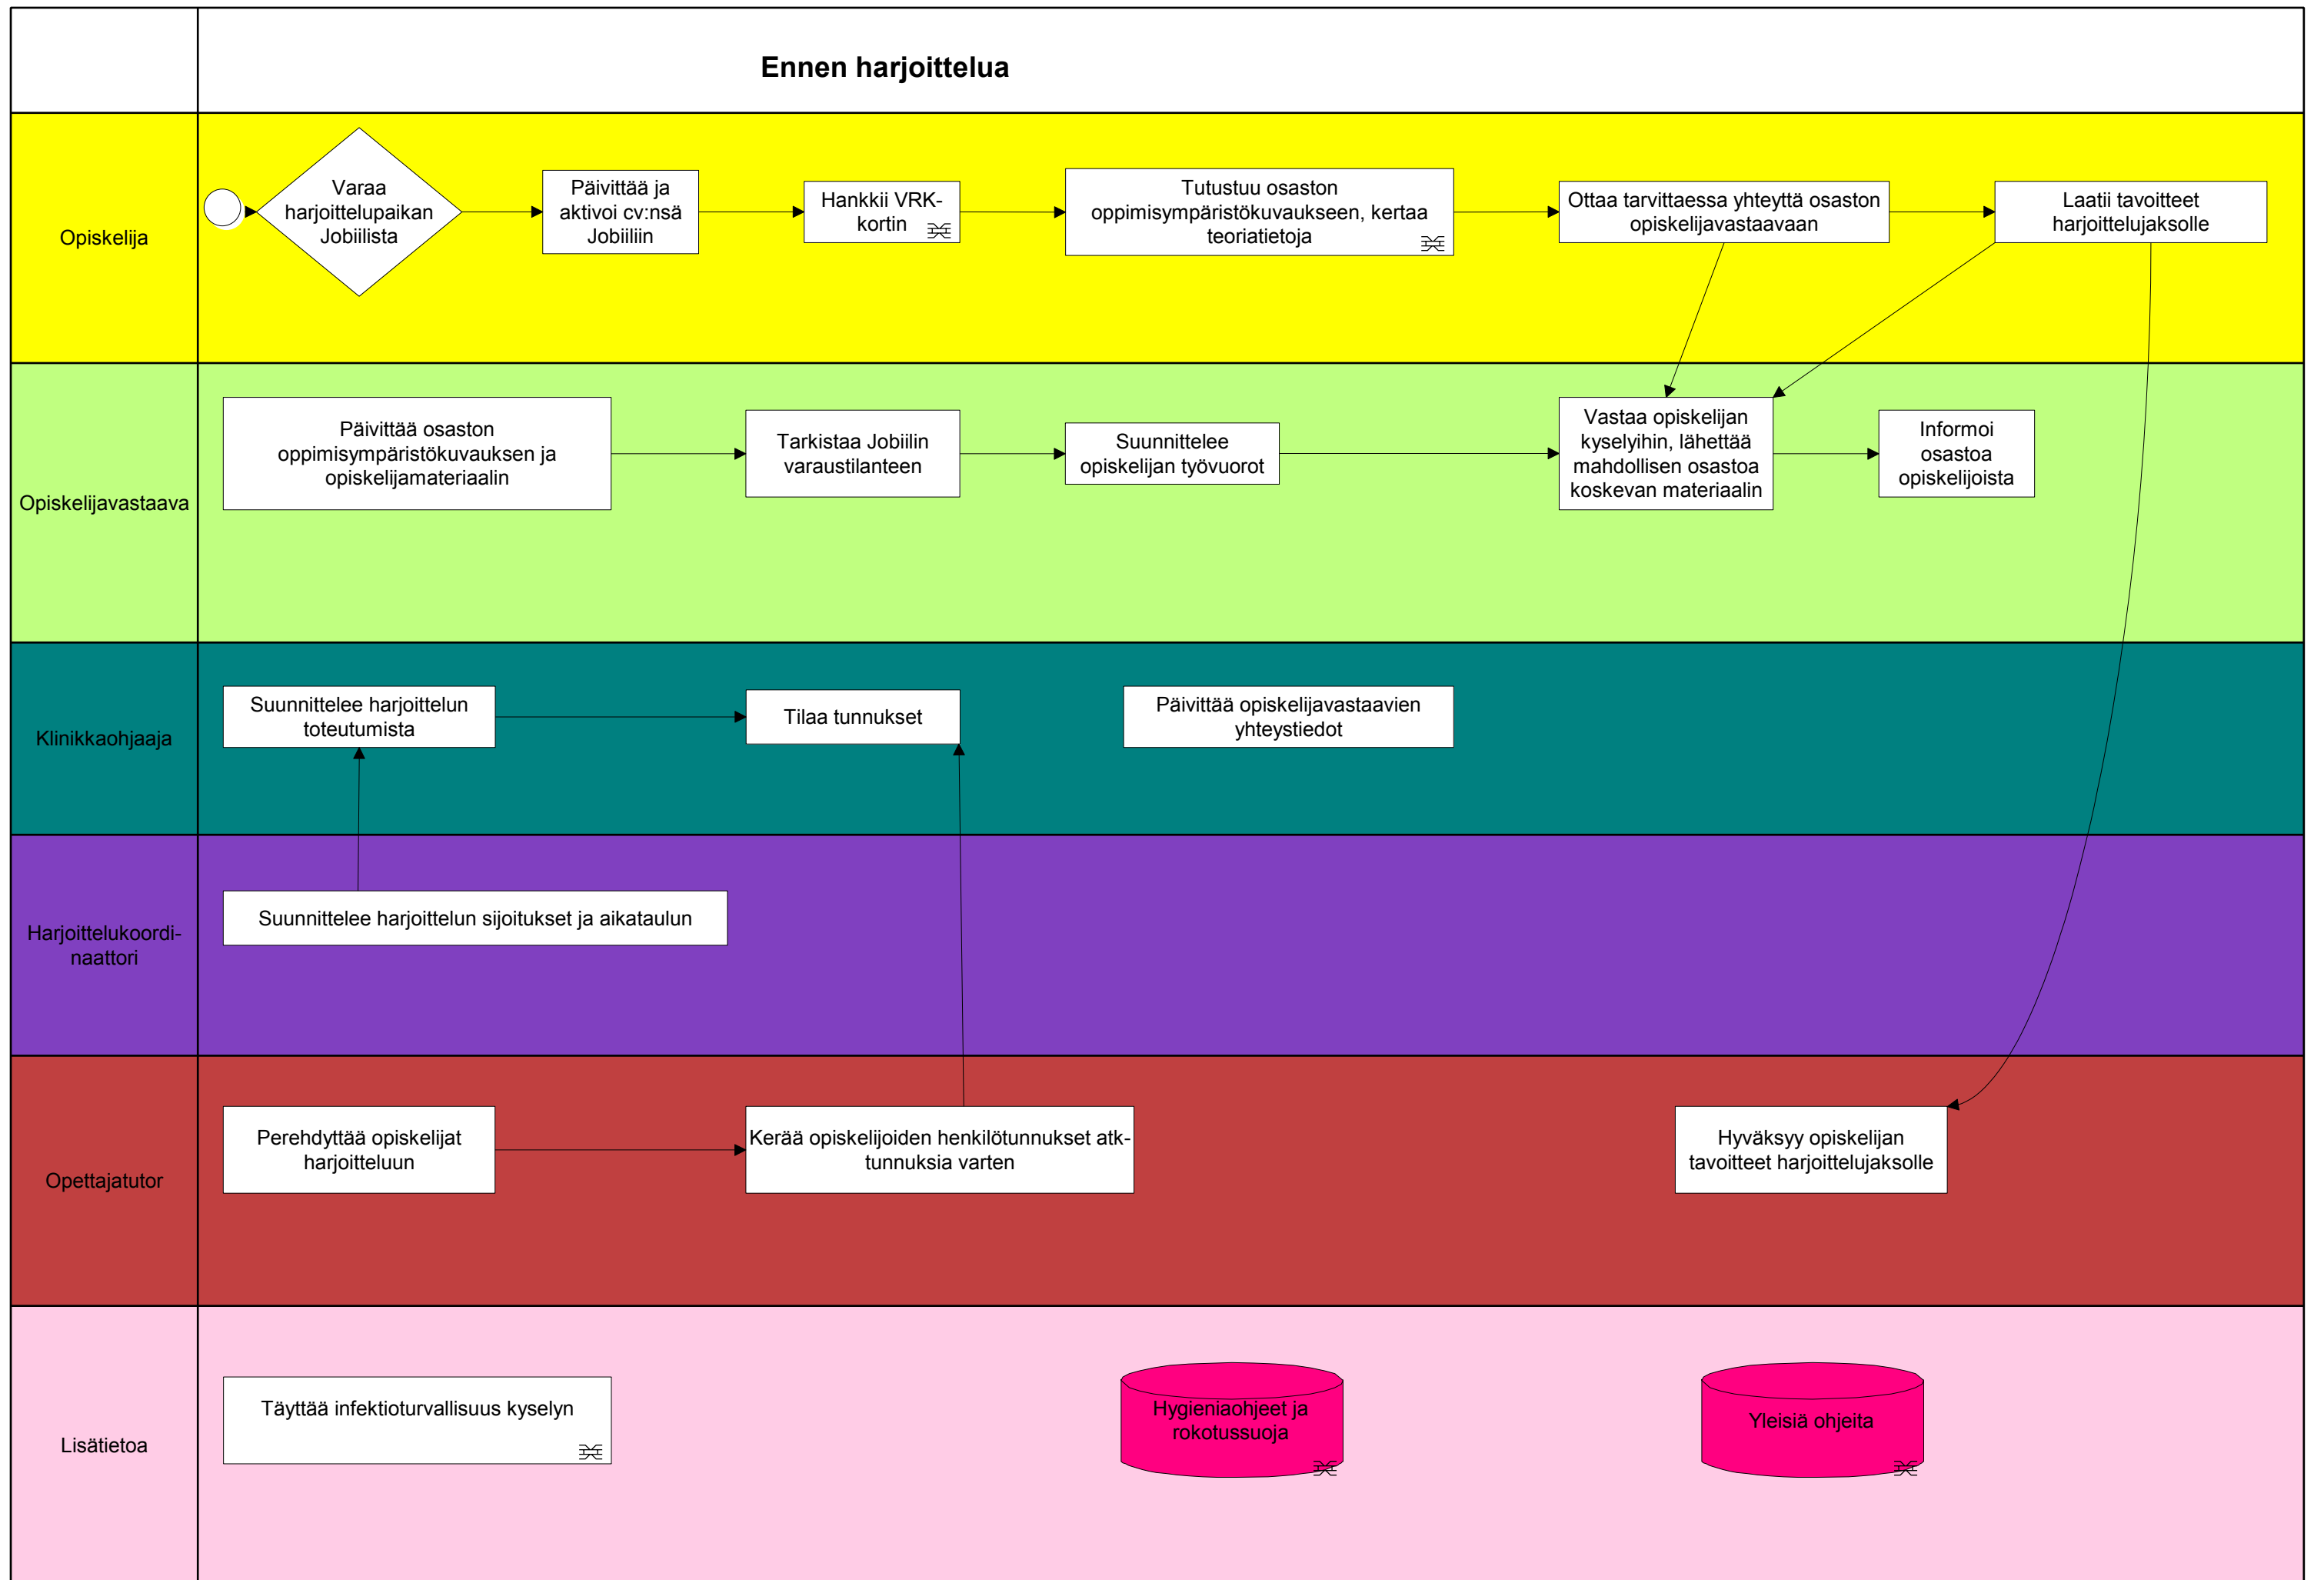 Ennen harjoittelua
Opiskelija
Varaa
harjoittelupaikan
Jobiilista
Päivittää ja
aktivoi cv:nsä
Jobiiliin
Hankkii VRK-
kortin
Tutustuu osaston
oppimisympäristökuvaukseen, kertaa
teoriatietoja
Ottaa tarvittaessa yhteyttä osaston
opiskelijavastaavaan
Laatii tavoitteet
harjoittelujaksolle
Opiskelijavastaava
Päivittää osaston
oppimisympäristökuvauksen ja
opiskelijamateriaalin
Tarkistaa Jobiilin
varaustilanteen
Suunnittelee
opiskelijan työvuorot
Vastaa opiskelijan
kyselyihin, lähettää
mahdollisen osastoa
koskevan materiaalin
Informoi
osastoa
opiskelijoista
Klinikkaohjaaja
Suunnittelee harjoittelun
toteutumista
Tilaa tunnukset
Päivittää opiskelijavastaavien
yhteystiedot
Harjoittelukoordi-
naattori
Suunnittelee harjoittelun sijoitukset ja aikataulun
Opettajatutor
Perehdyttää opiskelijat
harjoitteluun
Kerää opiskelijoiden henkilötunnukset atk-
tunnuksia varten
Hyväksyy opiskelijan
tavoitteet harjoittelujaksolle
Lisätietoa
Täyttää infektioturvallisuus kyselyn
Hygieniaohjeet ja
rokotussuoja
Yleisiä ohjeita